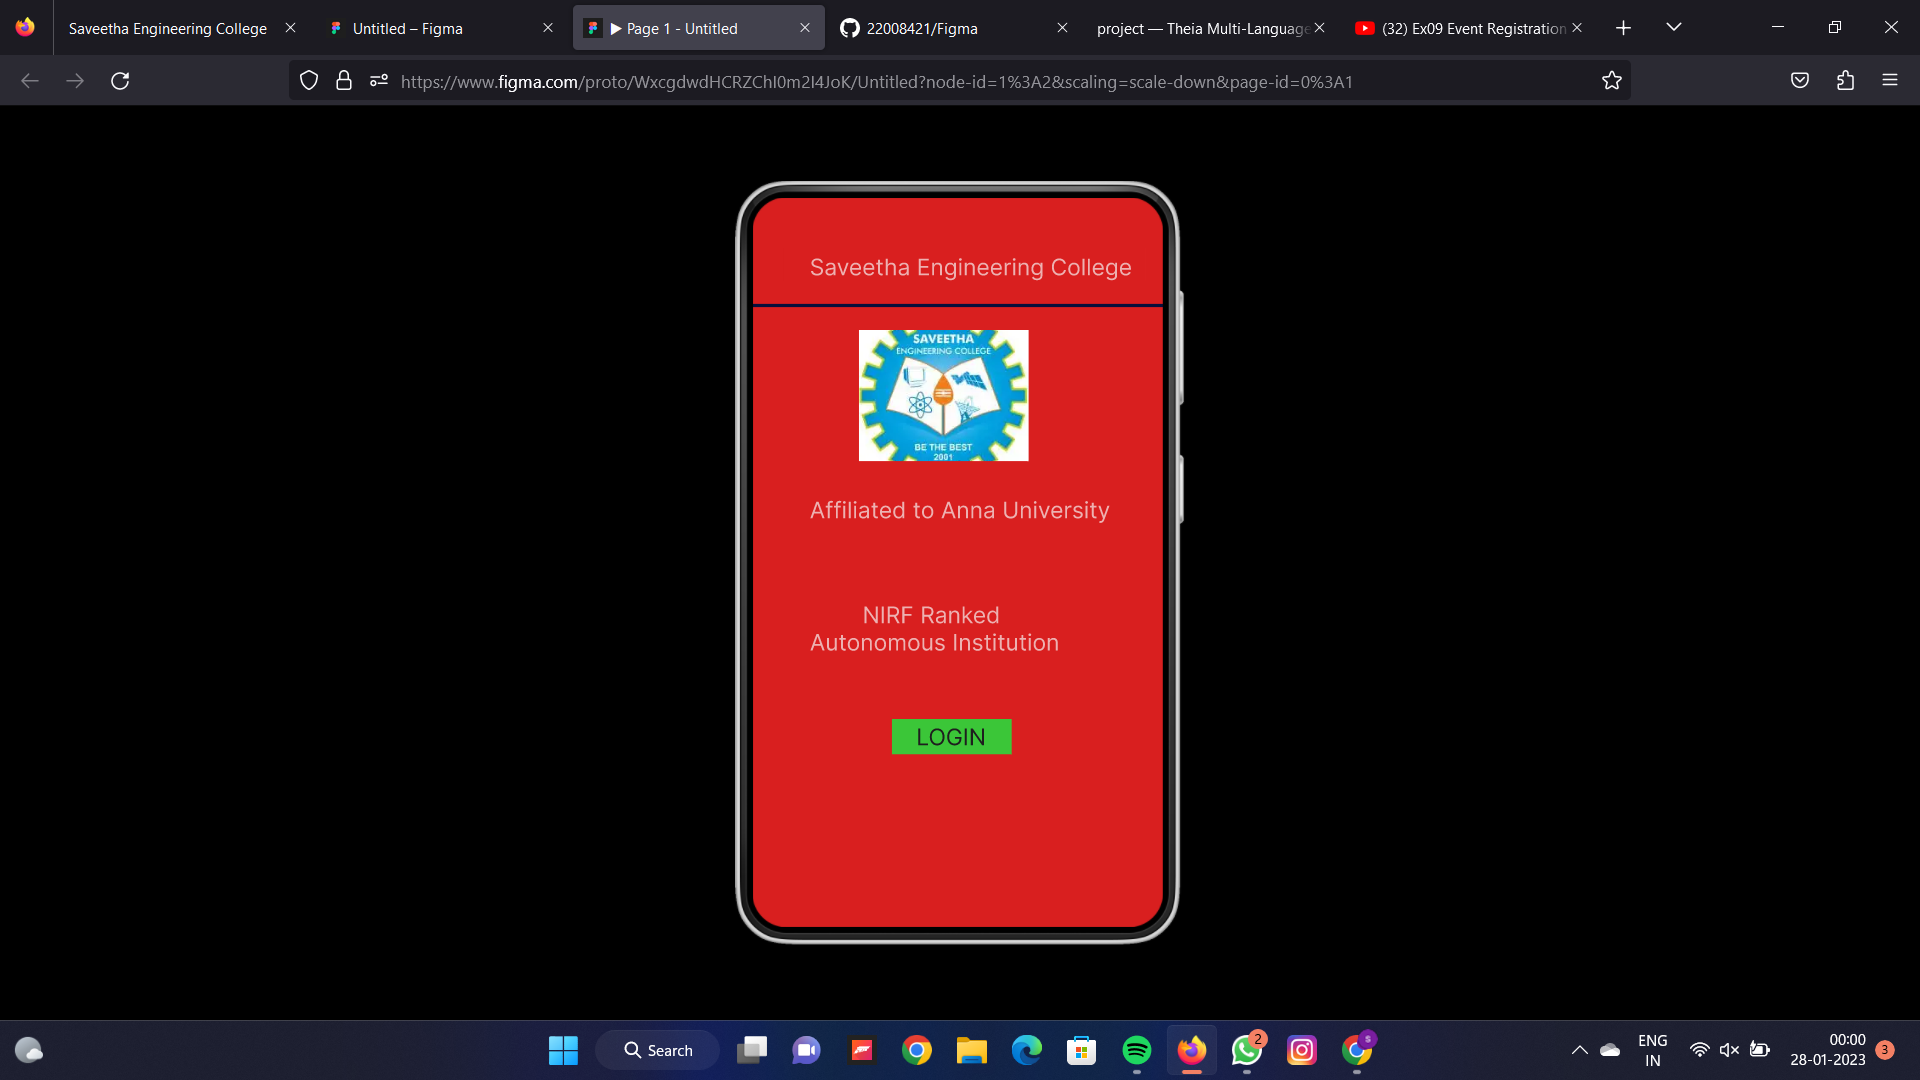 Saveetha Engineering College
Untitled – Figma
▶ Page 1 - Untitled
22008421/Figma
project — Theia Multi-Language
(32) Ex09 Event Registration
https://www.figma.com/proto/WxcgdwdHCRZChI0m2I4JoK/Untitled?node-id=1%3A2&scaling=scale-down&page-id=0%3A1
Saveetha Engineering College
SAVEETHA
ENGINEERING COLLEGE
BE THE BEST
2001
Affiliated to Anna University
NIRF Ranked
Autonomous Institution
LOGIN
Search
2
S
ENG
IN
00:00
28-01-2023
3